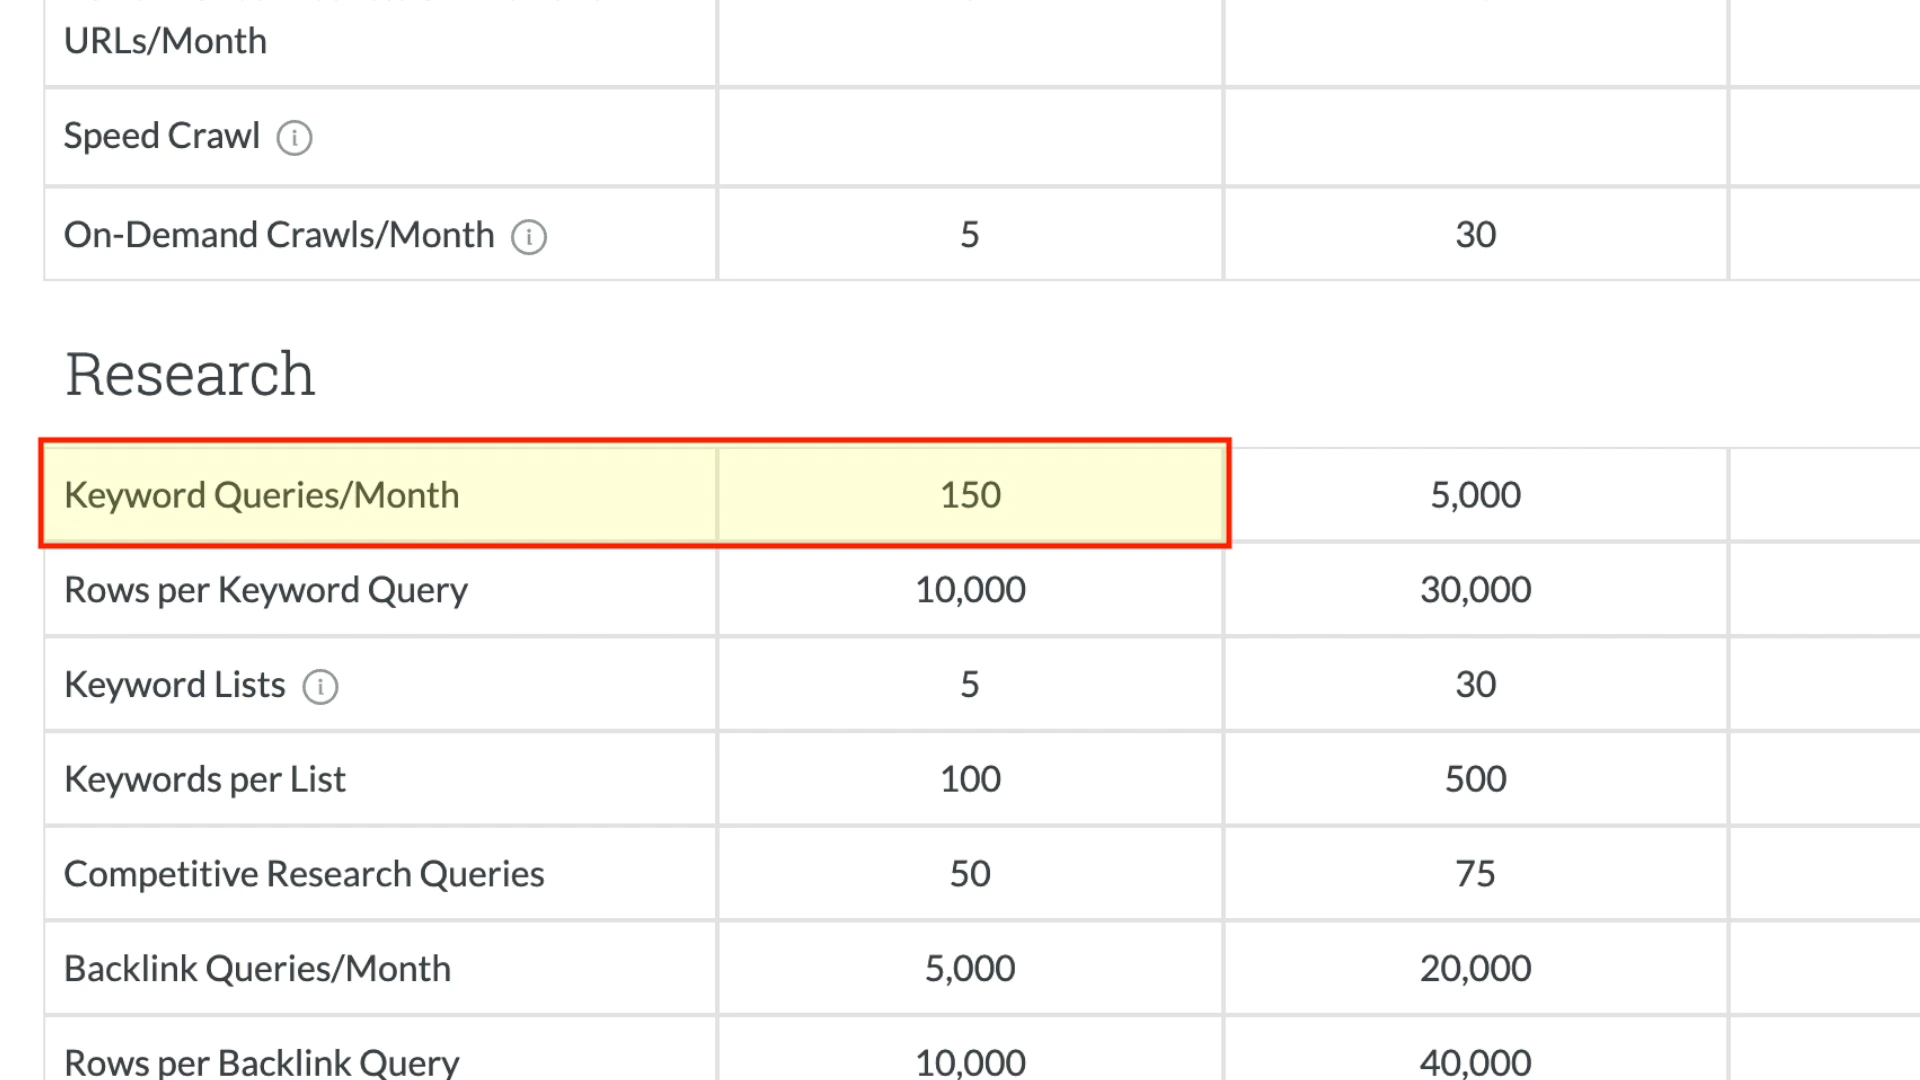 URLs/Month
Speed Crawl
On-Demand Crawls/Month 5 30
Research
Keyword Queries/Month 150 5,000
Rows per Keyword Query 10,000 30,000
Keyword Lists 5 30
Keywords per List 100 500
Competitive Research Queries 50 75
Backlink Queries/Month 5,000 20,000
Rows per Backlink Query 10,000 40,000